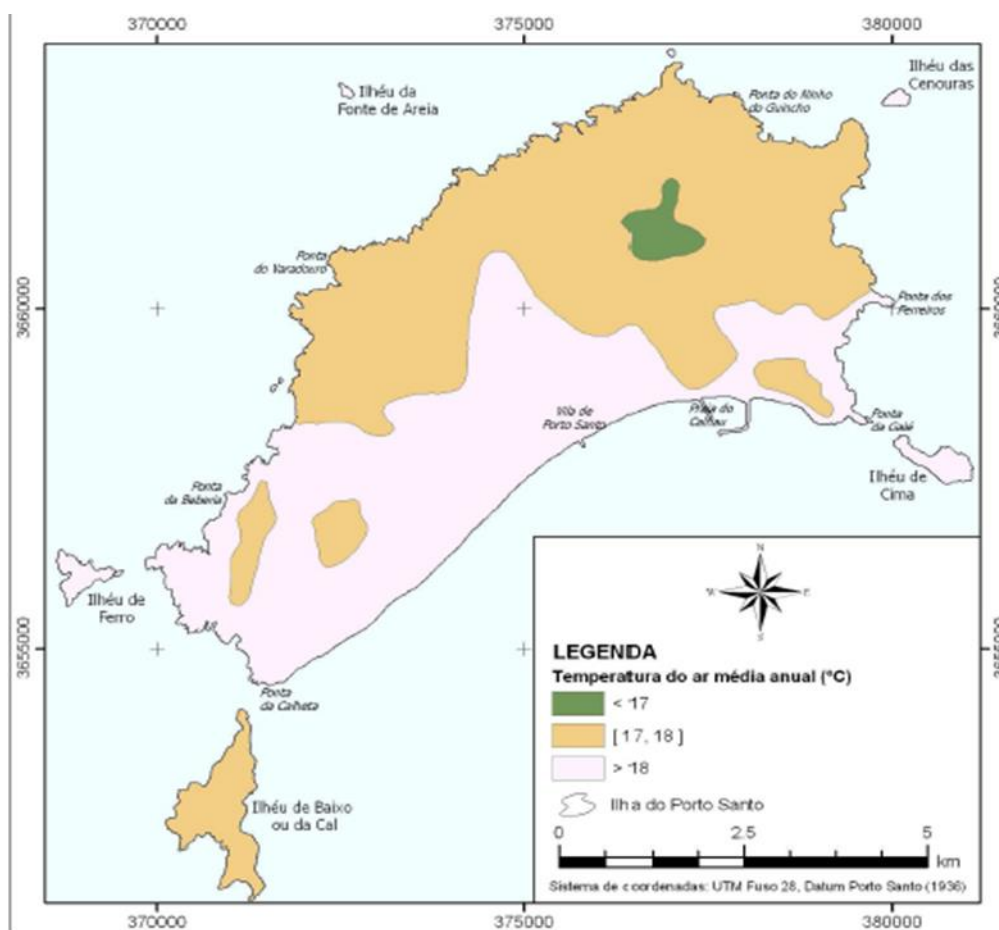 370000
375000
380000
Ilhéu das
Cenouras
Ilhéu da
Fonte de Areia
Ponta do Ninho
do Guincho
Ponta
do Varadouro
3660000
Ponta dos
Ferreiros
3660000
Vila de
Porto Santo
Praia do
Calhau
Ponta
da Galé
Ilhéu de
Cima
Ponta
da Beberia
Ilhéu de
Ferro
3655000
3655000
Ponta
da Calheta
Ilhéu de Baixo
ou da Cal
N
W
E
S
LEGENDA
Temperatura do ar média anual (°C)
< 17
[ 17, 18 ]
> 18
Ilha do Porto Santo
0
2.5
5
km
Sistema de coordenadas: UTM Fuso 28, Datum Porto Santo (1936)
370000
375000
380000